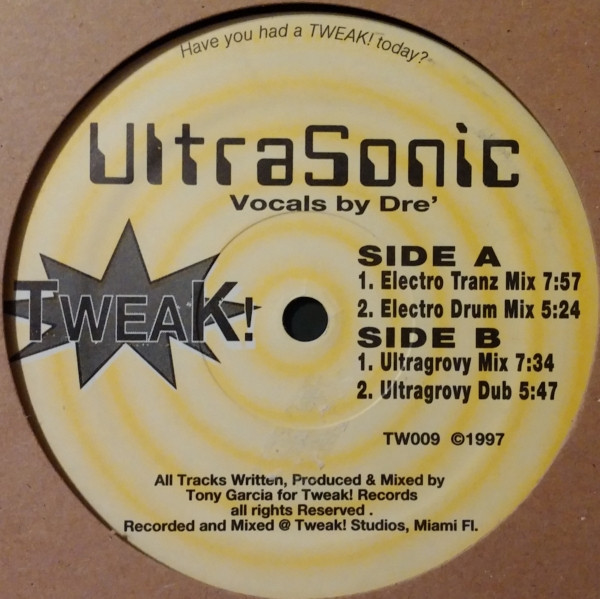 Have you had a TWEAK! today?
UltraSonic
Vocals by Dre'
TWEAK!
SIDE A
1. Electro Tranz Mix 7:57
2. Electro Drum Mix 5:24
SIDE B
1. Ultragrovy Mix 7:34
2. Ultragrovy Dub 5:47
TW009 ©1997
All Tracks Written, Produced & Mixed by
Tony Garcia for Tweak! Records
all rights Reserved .
Recorded and Mixed @ Tweak! Studios, Miami Fl.